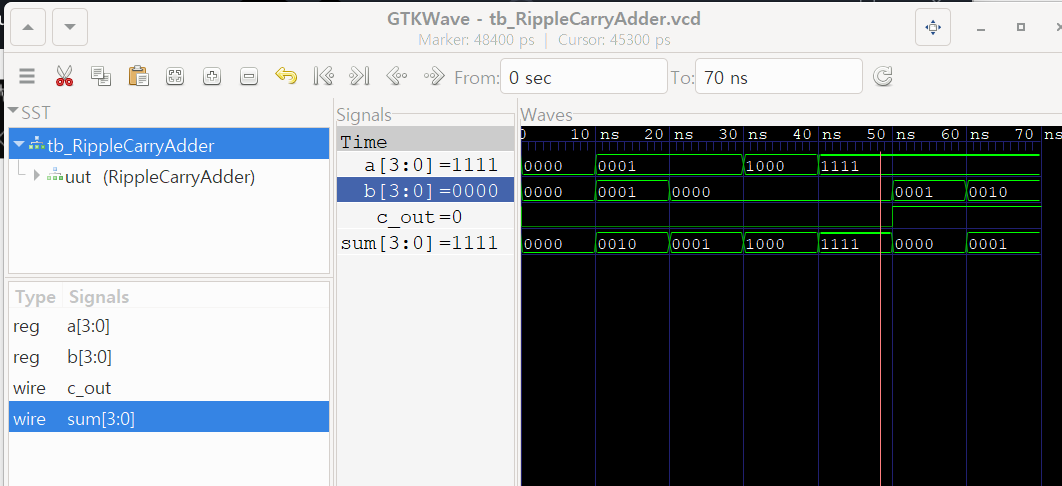 GTKWave - tb_RippleCarryAdder.vcd
Marker: 48400 ps | Cursor: 45300 ps
From: 0 sec To: 70 ns
SST
tb_RippleCarryAdder
uut (RippleCarryAdder)
Type Signals
reg a[3:0]
reg b[3:0]
wire c_out
wire sum[3:0]
Signals
Time
a[3:0]=1111
b[3:0]=0000
c_out=0
sum[3:0]=1111
Waves
0 10 ns 20 ns 30 ns 40 ns 50 ns 60 ns 70 ns
0000 0001 1000 1111
0000 0001 0000 0001 0010
0000 0010 0001 1000 1111 0000 0001